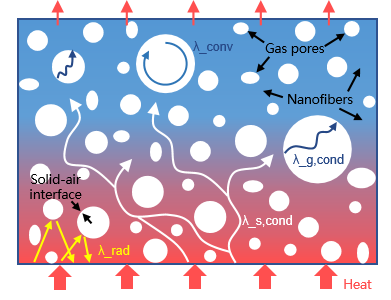 λ_conv
Gas pores
Nanofibers
λ_g,cond
Solid-air
interface
λ_s,cond
λ_rad
Heat